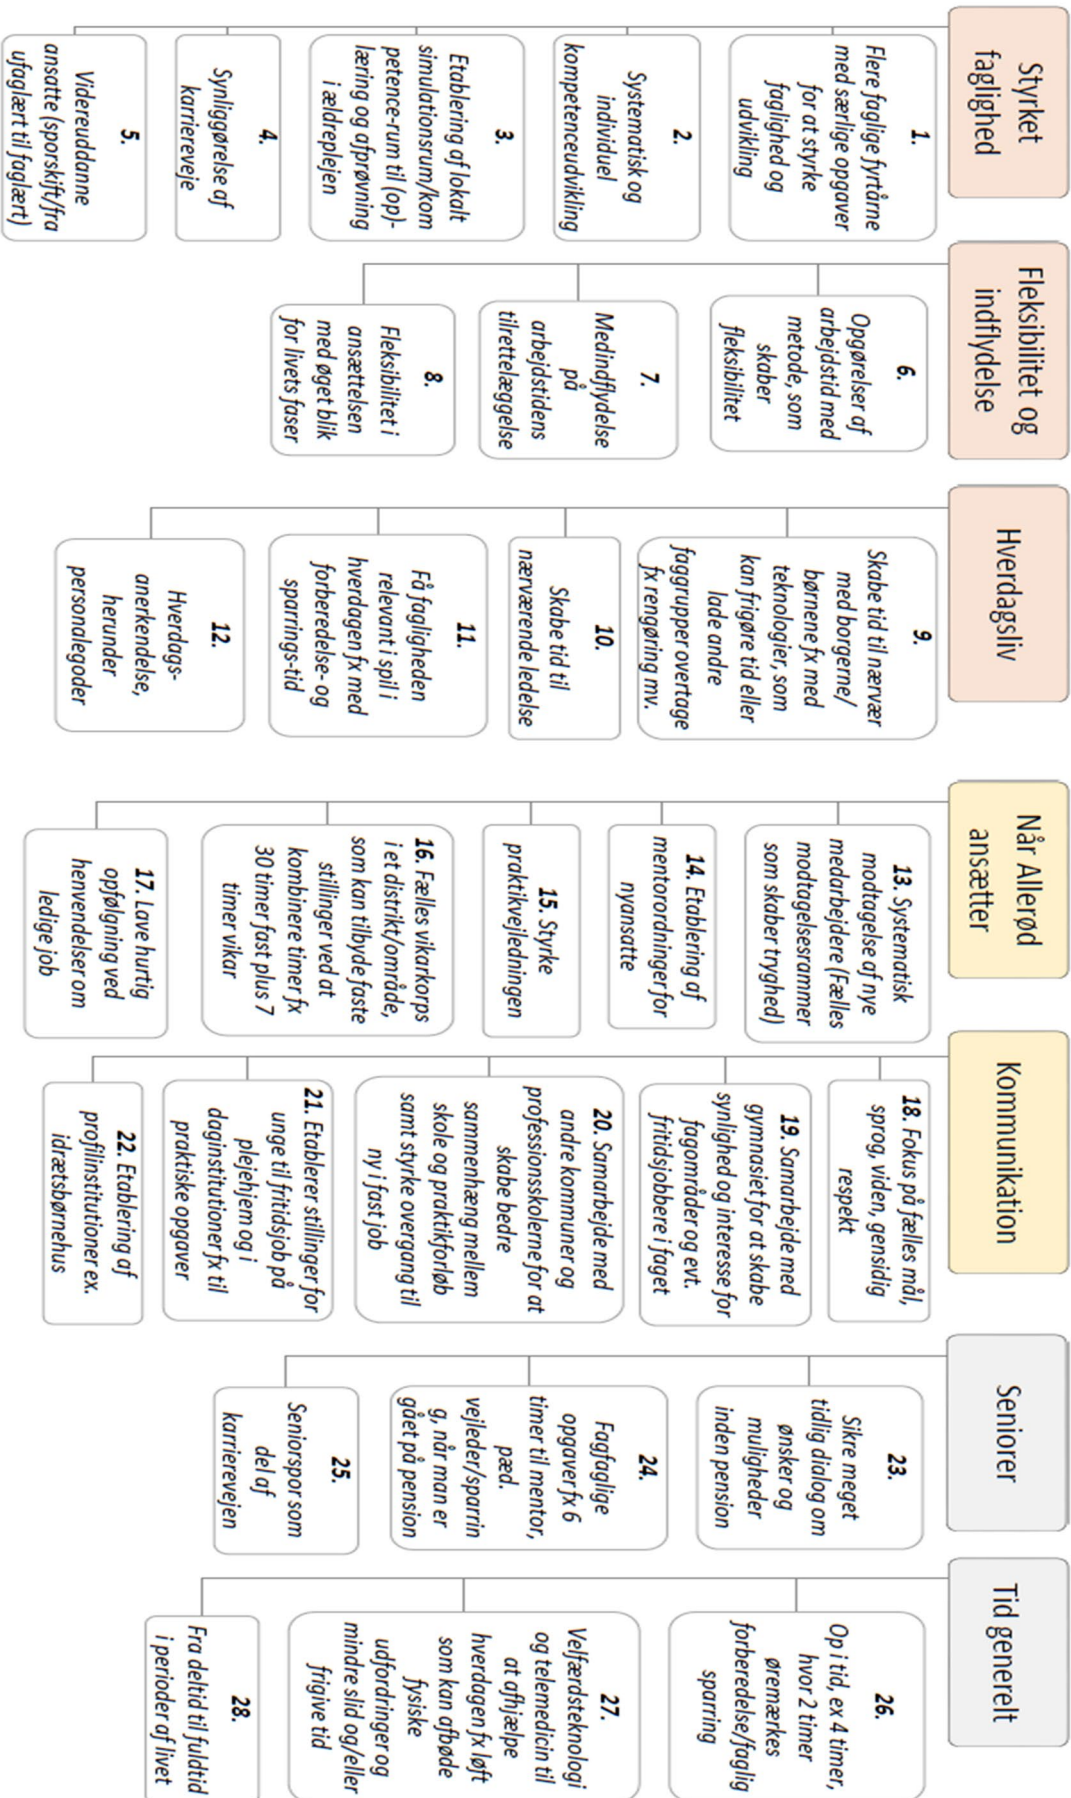 Styrket
faglighed
1.
Flere faglige fyrtårne
med særlige opgaver
for at styrke
faglighed og
udvikling
2.
Systematisk og
individuel
kompetenceudvikling
3.
Etablering af lokalt
simulationsrum/kom
petence-rum til (op)-
læring og afprøvning
i ældreplejen
4.
Synliggørelse af
karriereveje
5.
Videreuddanne
ansatte (sporskift/fra
ufaglært til faglært)
Fleksibilitet og
indflydelse
6.
Opgørelser af
arbejdstid med
metode, som
skaber
fleksibilitet
7.
Medindflydelse
på
arbejdstidens
tilrettelæggelse
8.
Fleksibilitet i
ansættelsen
med øget blik
for livets faser
Hverdagsliv
9.
Skabe tid til nærvær
med borgerne/
børnene fx med
teknologier, som
kan frigøre tid eller
lade andre
faggrupper overtage
fx rengøring mv.
10.
Skabe tid til
nærværende ledelse
11.
Få fagligheden
relevant i spil i
hverdagen fx med
forberedelse- og
sparrings-tid
12.
Hverdags-
anerkendelse,
herunder
personalegoder
Når Allerød
ansætter
13. Systematisk
modtagelse af nye
medarbejdere (Fælles
modtagelsesrammer
som skaber tryghed)
14. Etablering af
mentorordninger for
nyansatte
15. Styrke
praktikvejledningen
16. Fælles vikarkorps
i et distrikt/område,
som kan tilbyde faste
stillinger ved at
kombinere timer fx
30 timer fast plus 7
timer vikar
17. Lave hurtig
opfølgning ved
henvendelser om
ledige job
Kommunikation
18. Fokus på fælles mål,
sprog, viden, gensidig
respekt
19. Samarbejde med
gymnasiet for at skabe
synlighed og interesse for
fagområder og evt.
fritidsjobbere i faget
20. Samarbejde med
andre kommuner og
professionsskolerne for at
skabe bedre
sammenhæng mellem
skole og praktikforløb
samt styrke overgang til
ny i fast job
21. Etablerer stillinger for
unge til fritidsjob på
plejehjem og i
daginstitutioner fx til
praktiske opgaver
22. Etablering af
profilinstitutioner ex.
idrætsbørnehus
Seniorer
23.
Sikre meget
tidlig dialog om
ønsker og
muligheder
inden pension
24.
Fagfaglige
opgaver fx 6
timer til mentor,
pæd.
vejleder/sparrin
g, når man er
gået på pension
25.
Seniorspor som
del af
karrierevejen
Tid generelt
26.
Op i tid, ex 4 timer,
hvor 2 timer
øremærkes
forberedelse/faglig
sparring
27.
Velfærdsteknologi
og telemedicin til
at afhjælpe
hverdagen fx løft
som kan afbøde
fysiske
udfordringer og
mindre slid og/eller
frigive tid
28.
Fra deltid til fuldtid
i perioder af livet